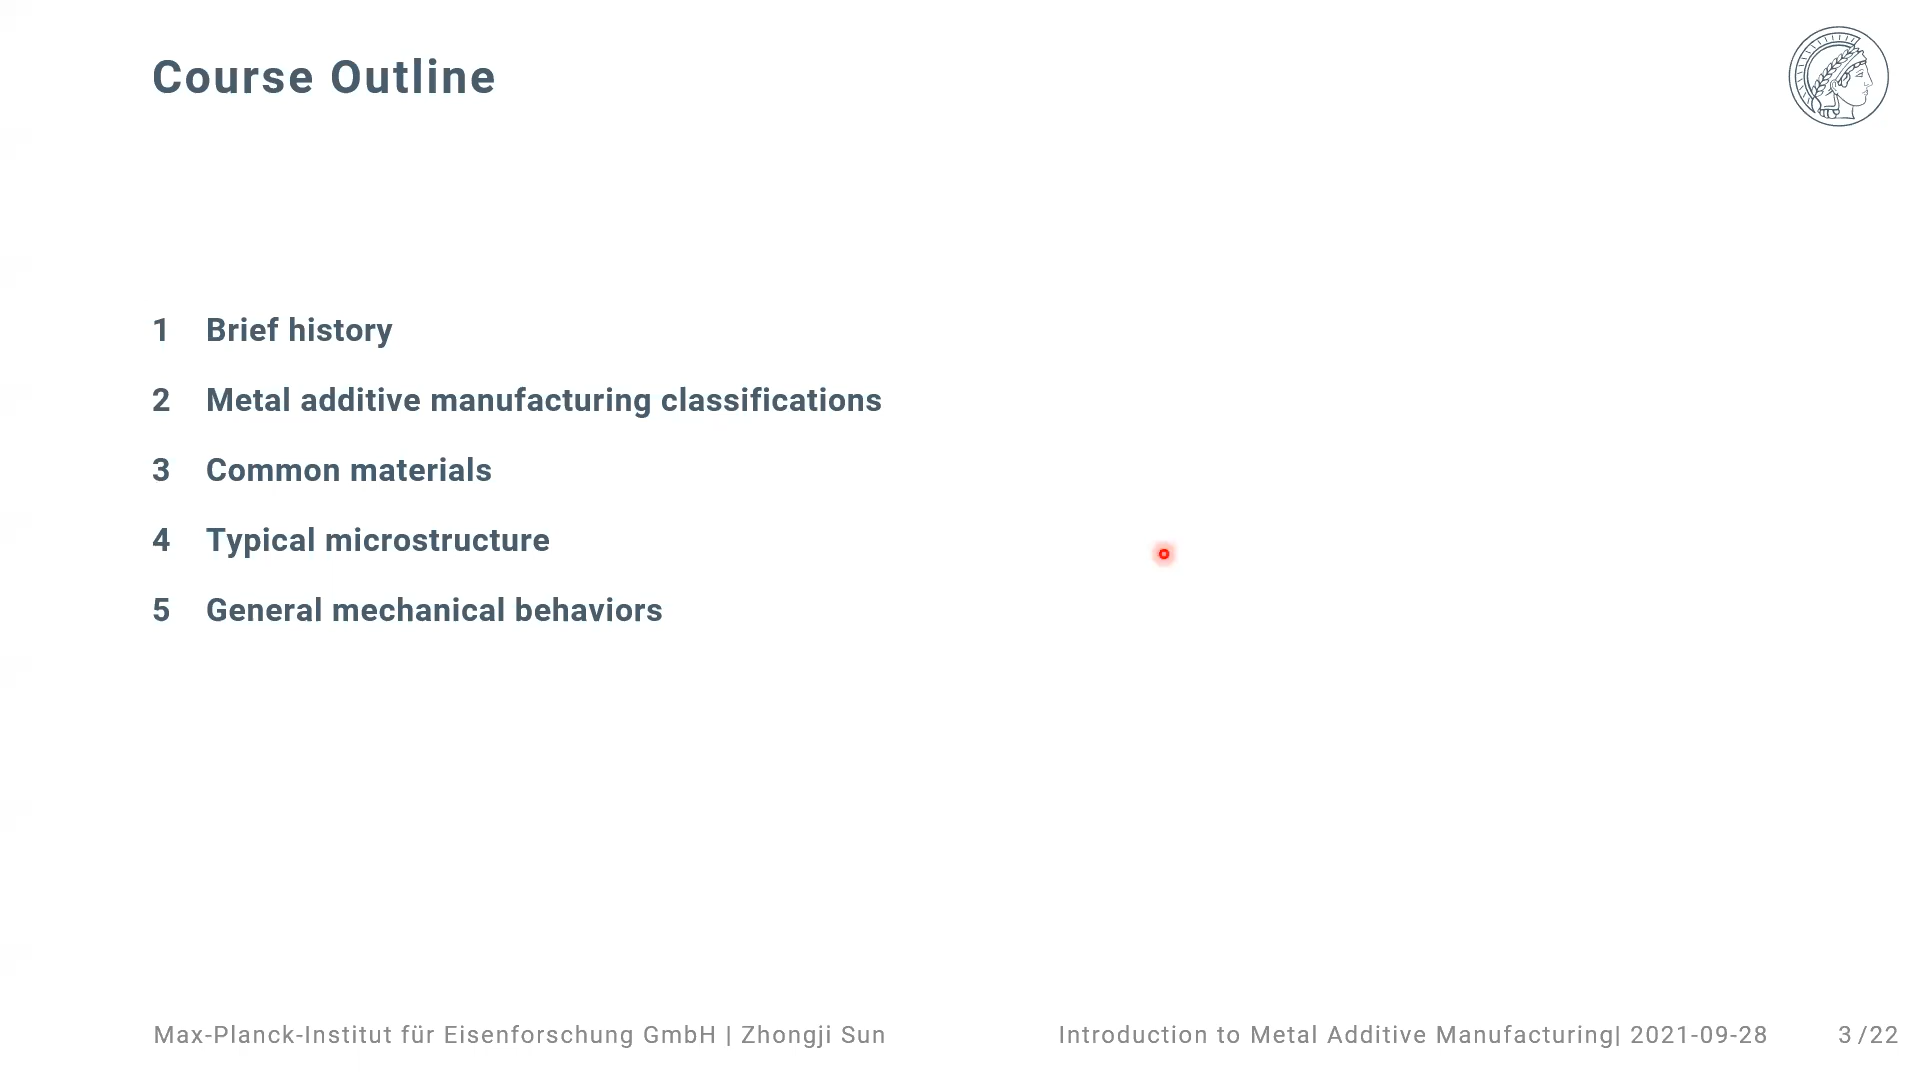 Course Outline
1 Brief history
2 Metal additive manufacturing classifications
3 Common materials
4 Typical microstructure
5 General mechanical behaviors
Max-Planck-Institut für Eisenforschung GmbH | Zhongji Sun Introduction to Metal Additive Manufacturing| 2021-09-28 3/22